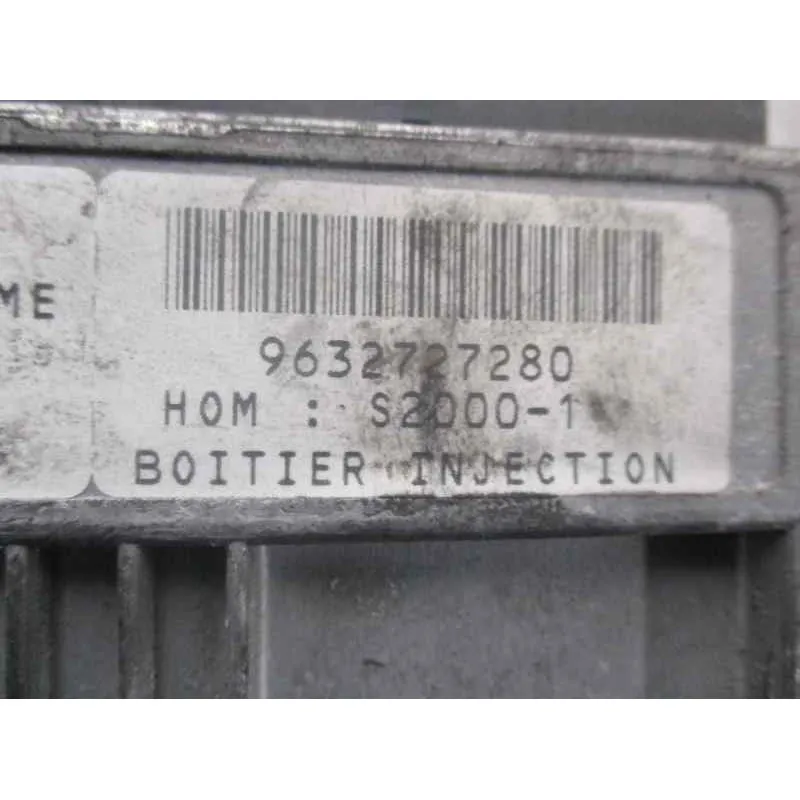 ME
9632727280
HOM : S2000-1
BOITIER INJECTION